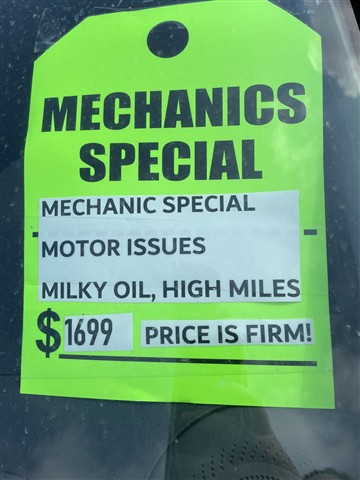 MECHANICS
SPECIAL
MECHANIC SPECIAL
MOTOR ISSUES
MILKY OIL, HIGH MILES
$1699 PRICE IS FIRM!